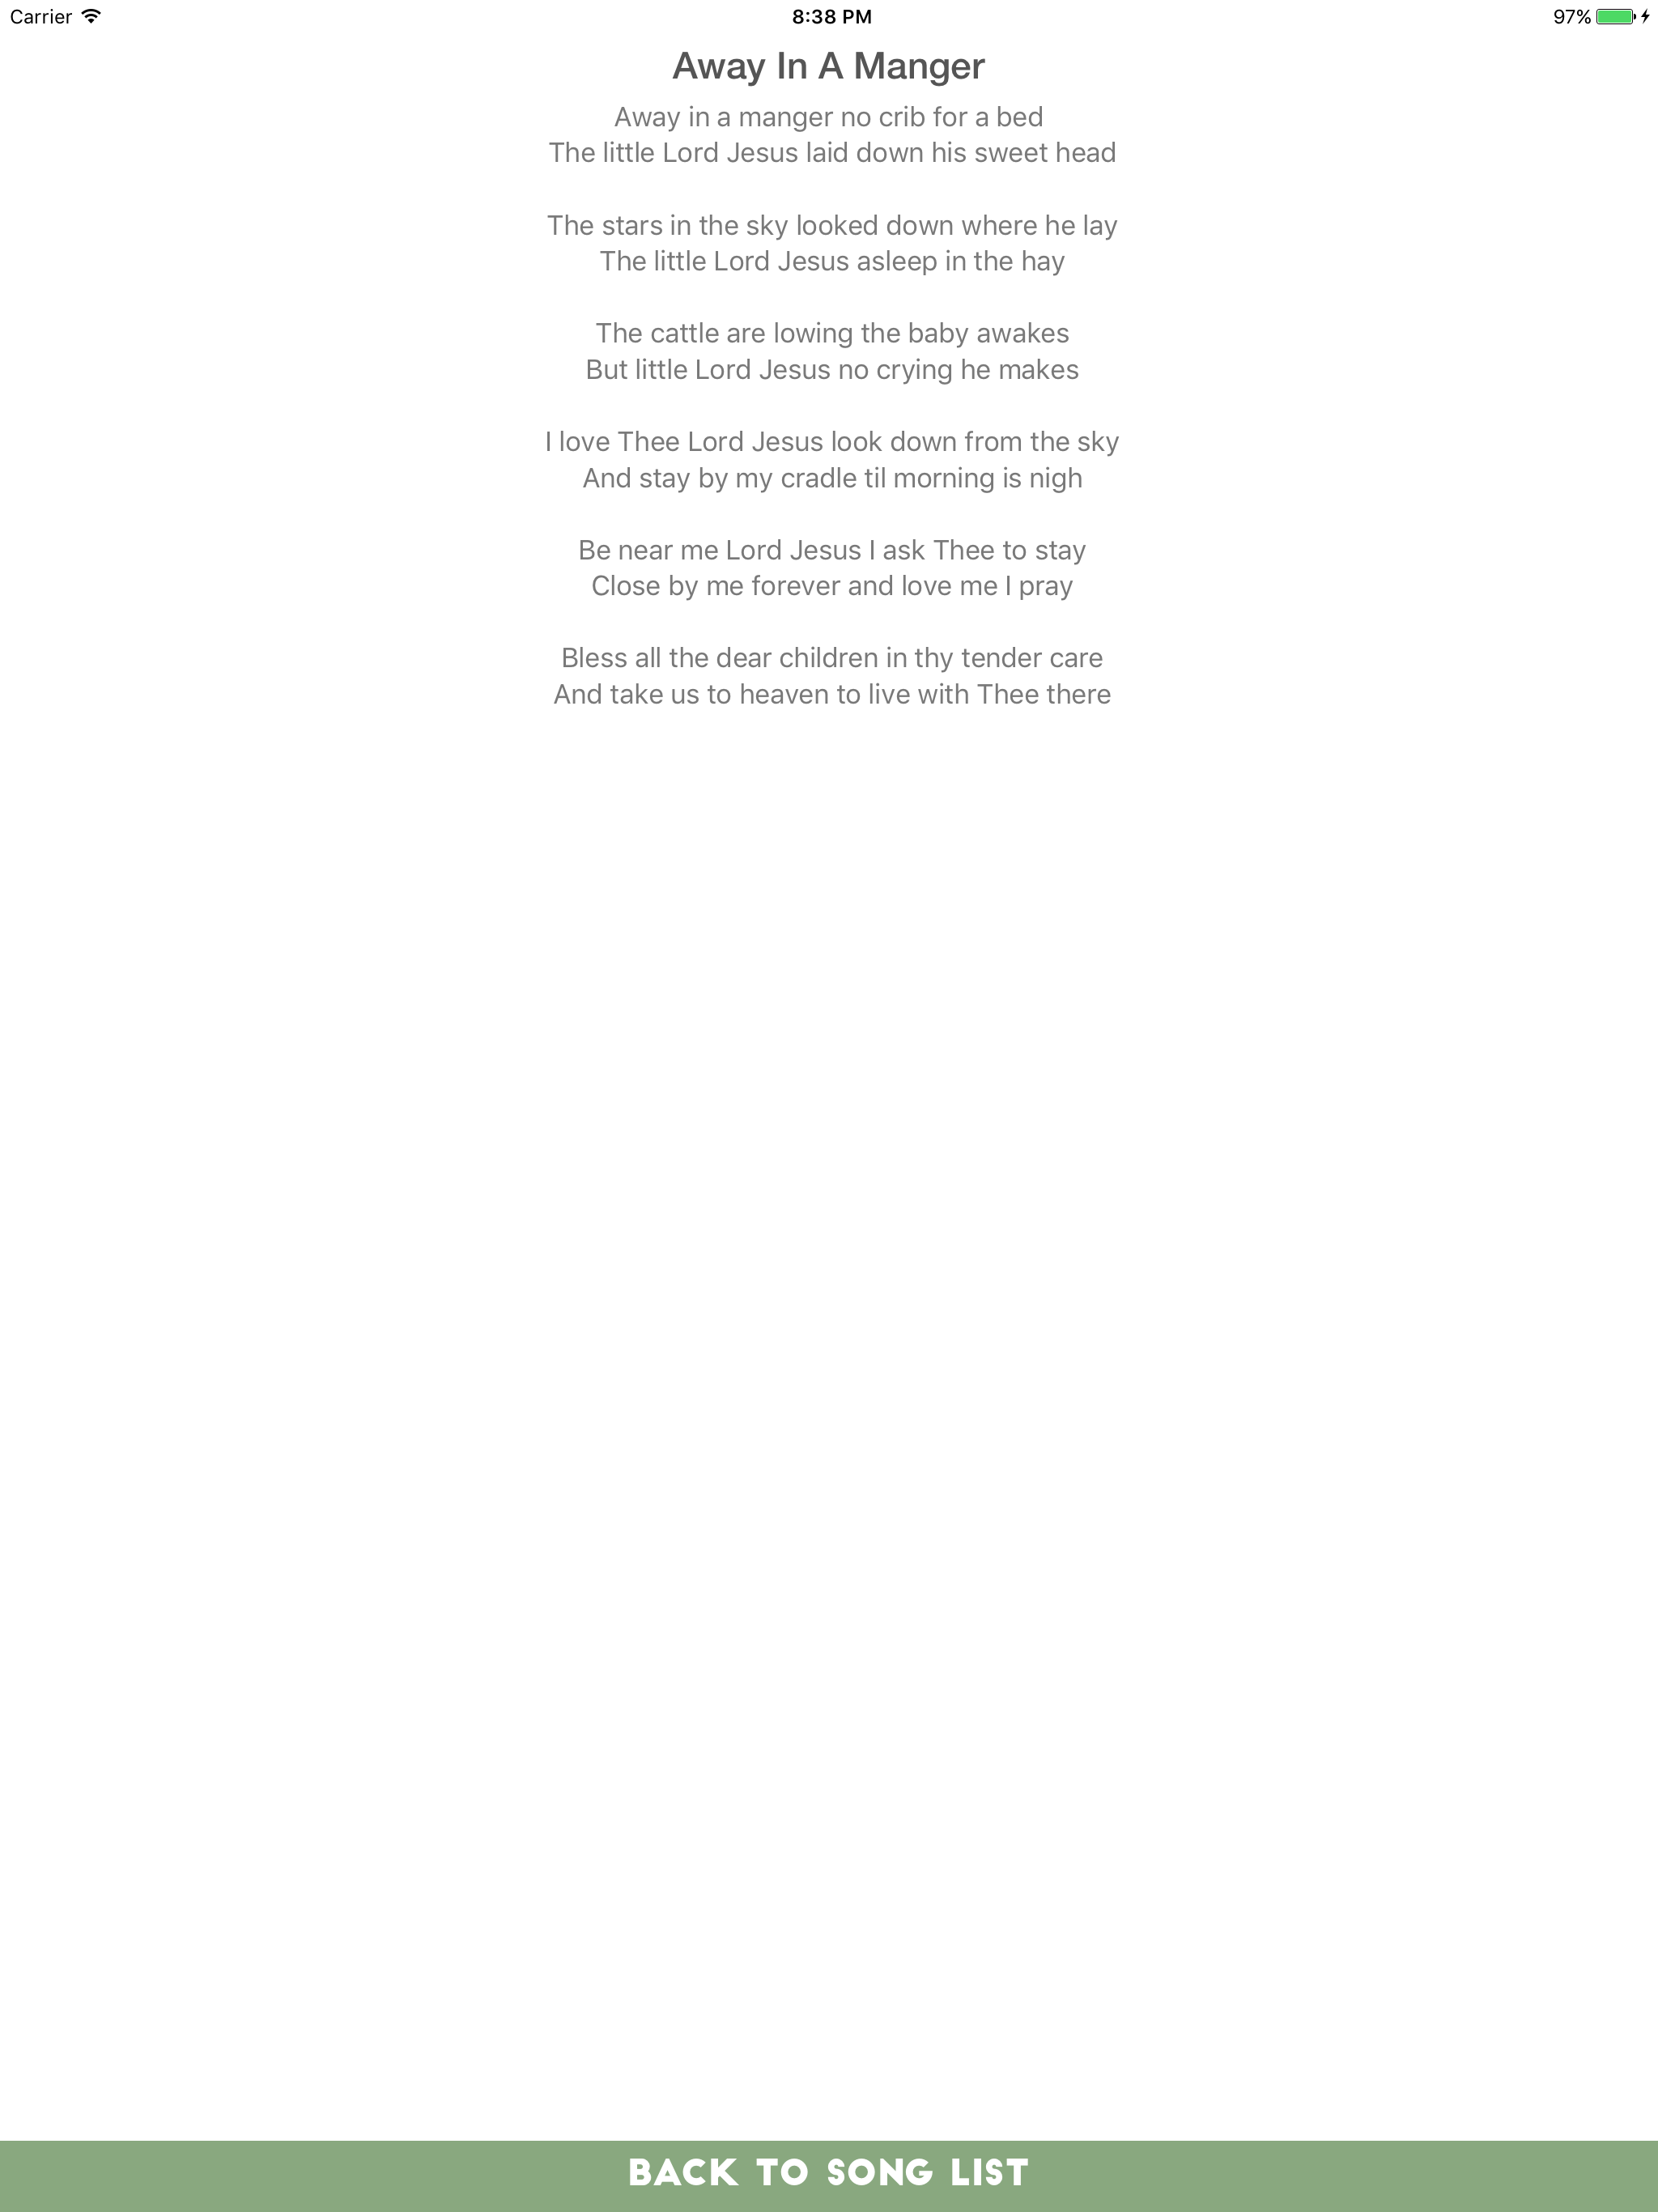 Carrier
8:38 PM
97%
Away In A Manger
Away in a manger no crib for a bed
The little Lord Jesus laid down his sweet head
The stars in the sky looked down where he lay
The little Lord Jesus asleep in the hay
The cattle are lowing the baby awakes
But little Lord Jesus no crying he makes
I love Thee Lord Jesus look down from the sky
And stay by my cradle til morning is nigh
Be near me Lord Jesus I ask Thee to stay
Close by me forever and love me I pray
Bless all the dear children in thy tender care
And take us to heaven to live with Thee there
BACK TO SONG LIST